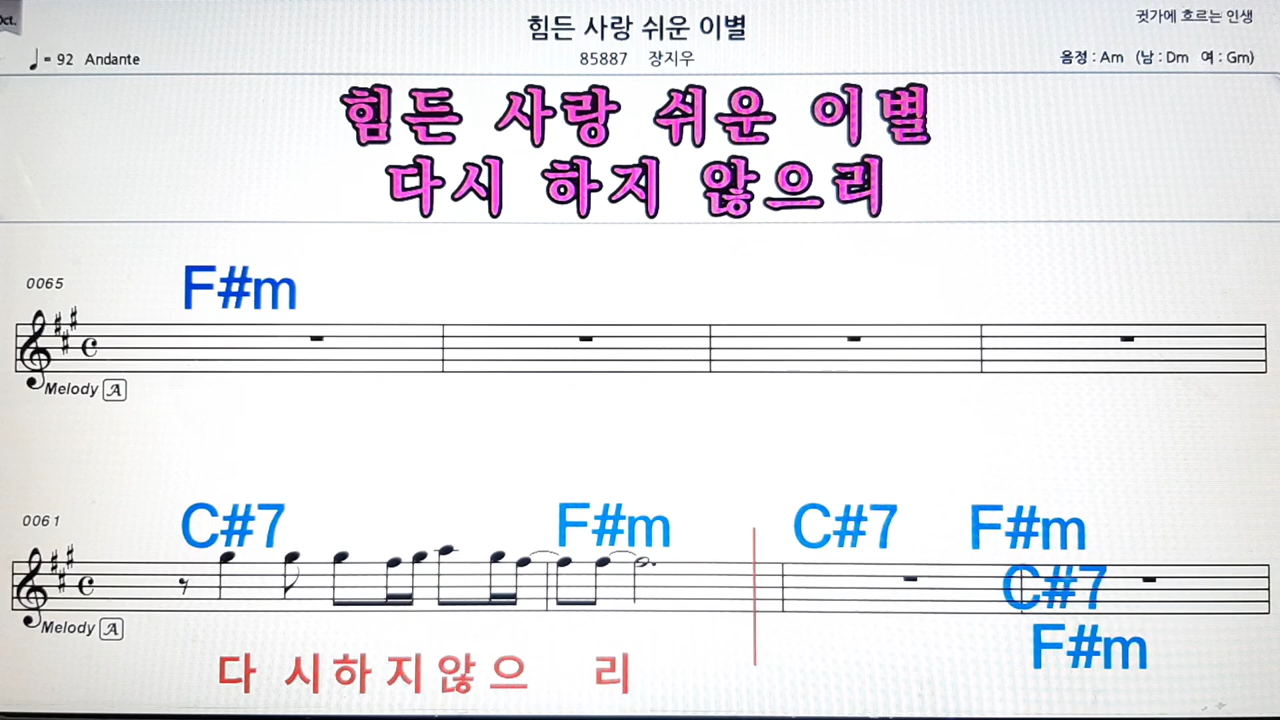 Oct.
힘든 사랑 쉬운 이별
귓가에 흐르는 인생
♩ = 92 Andante
85887 장지우
음정 : Am (남 : Dm 여 : Gm)
힘든 사랑 쉬운 이별
다시 하지 않으리
0065
F#m
Melody A
0061
C#7 F#m C#7 F#m
C#7
F#m
Melody A
다 시하지않으 리